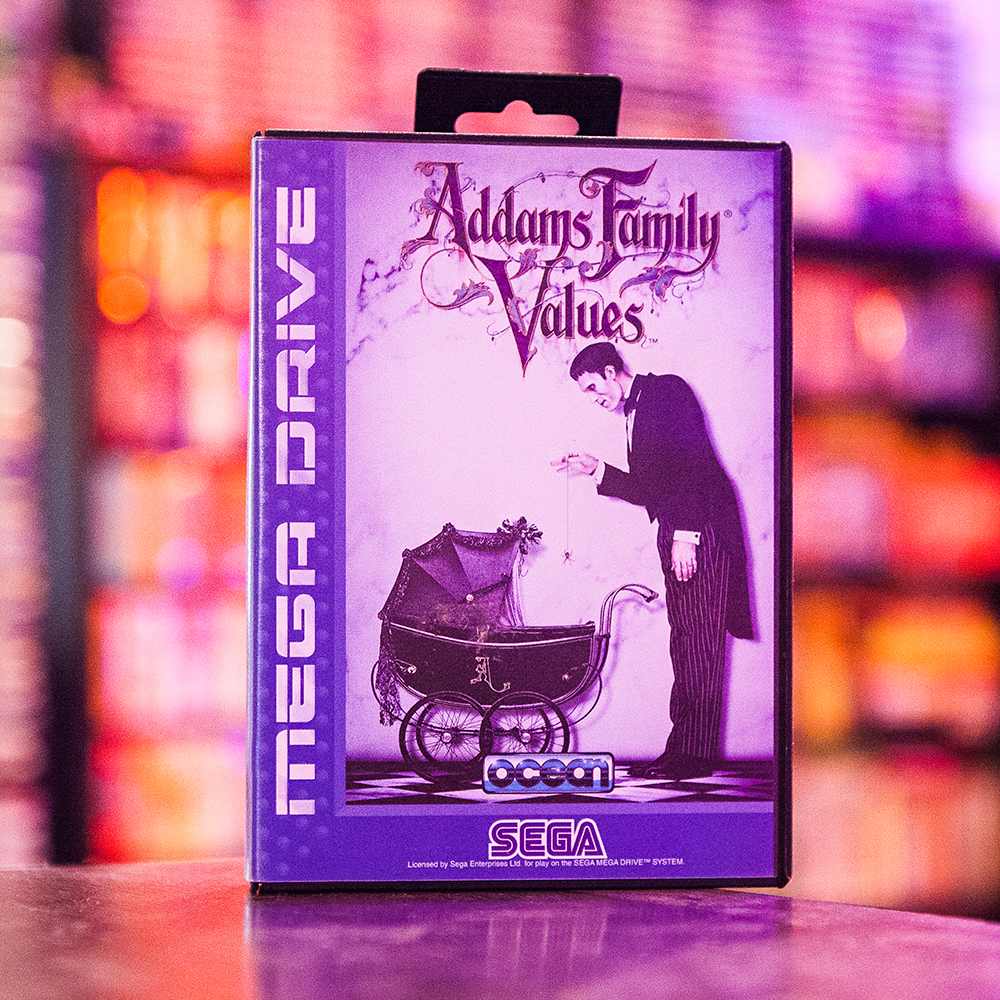 MEGA DRIVE
Addams Family®
Values™
A
ocean
SEGA
Licensed by Sega Enterprises Ltd. for play on the SEGA MEGA DRIVE™ SYSTEM.